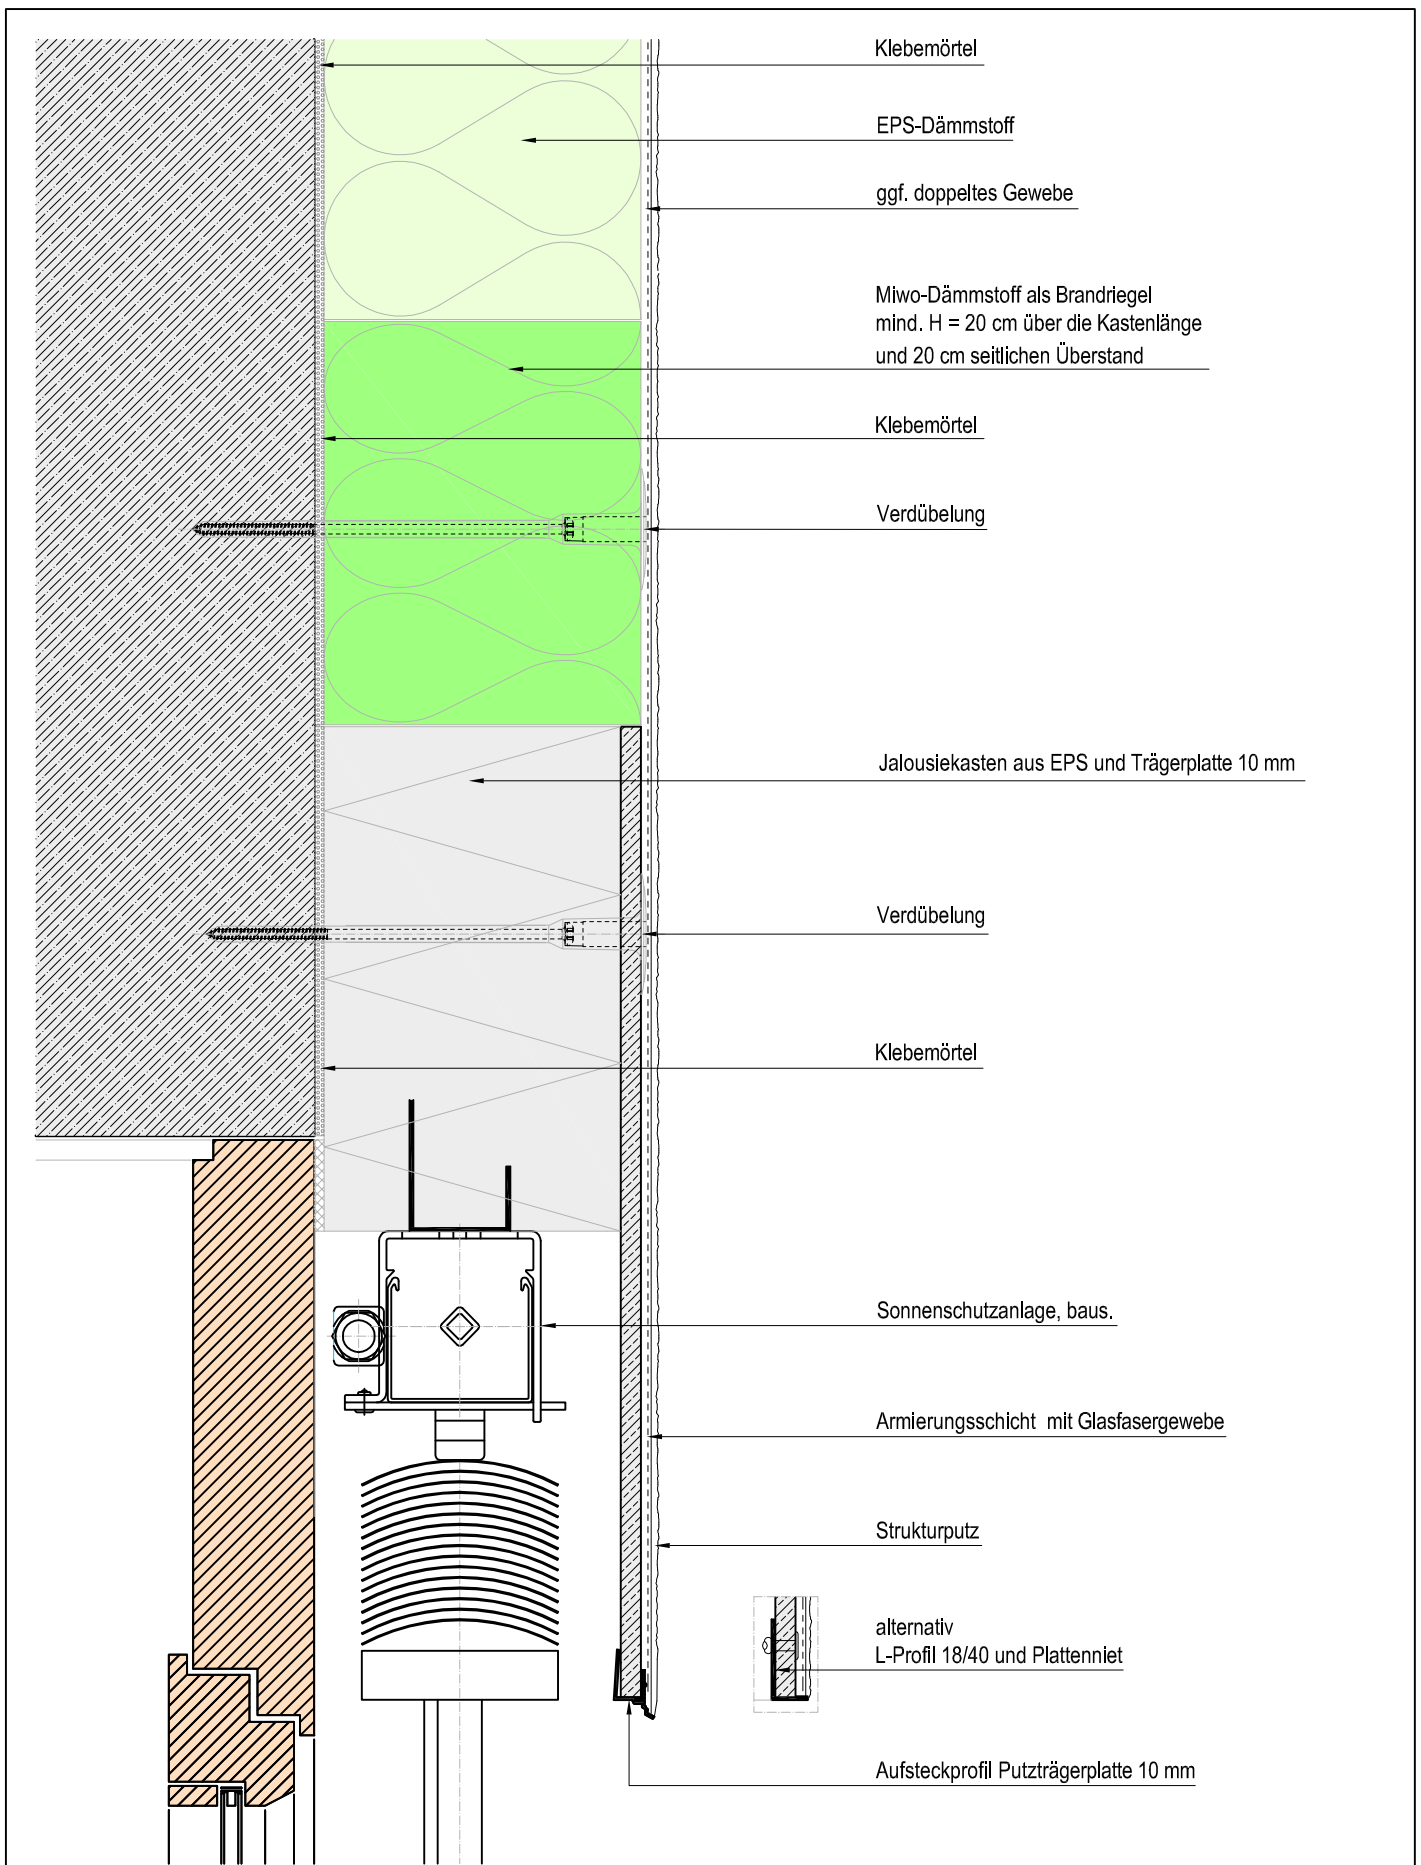 Klebemörtel
EPS-Dämmstoff
ggf. doppeltes Gewebe
Miwo-Dämmstoff als Brandriegel
mind. H = 20 cm über die Kastenlänge
und 20 cm seitlichen Überstand
Klebemörtel
Verdübelung
Jalousiekasten aus EPS und Trägerplatte 10 mm
Verdübelung
Klebemörtel
Sonnenschutzanlage, baus.
Armierungsschicht mit Glasfasergewebe
Strukturputz
alternativ
L-Profil 18/40 und Plattenniet
Aufsteckprofil Putzträgerplatte 10 mm